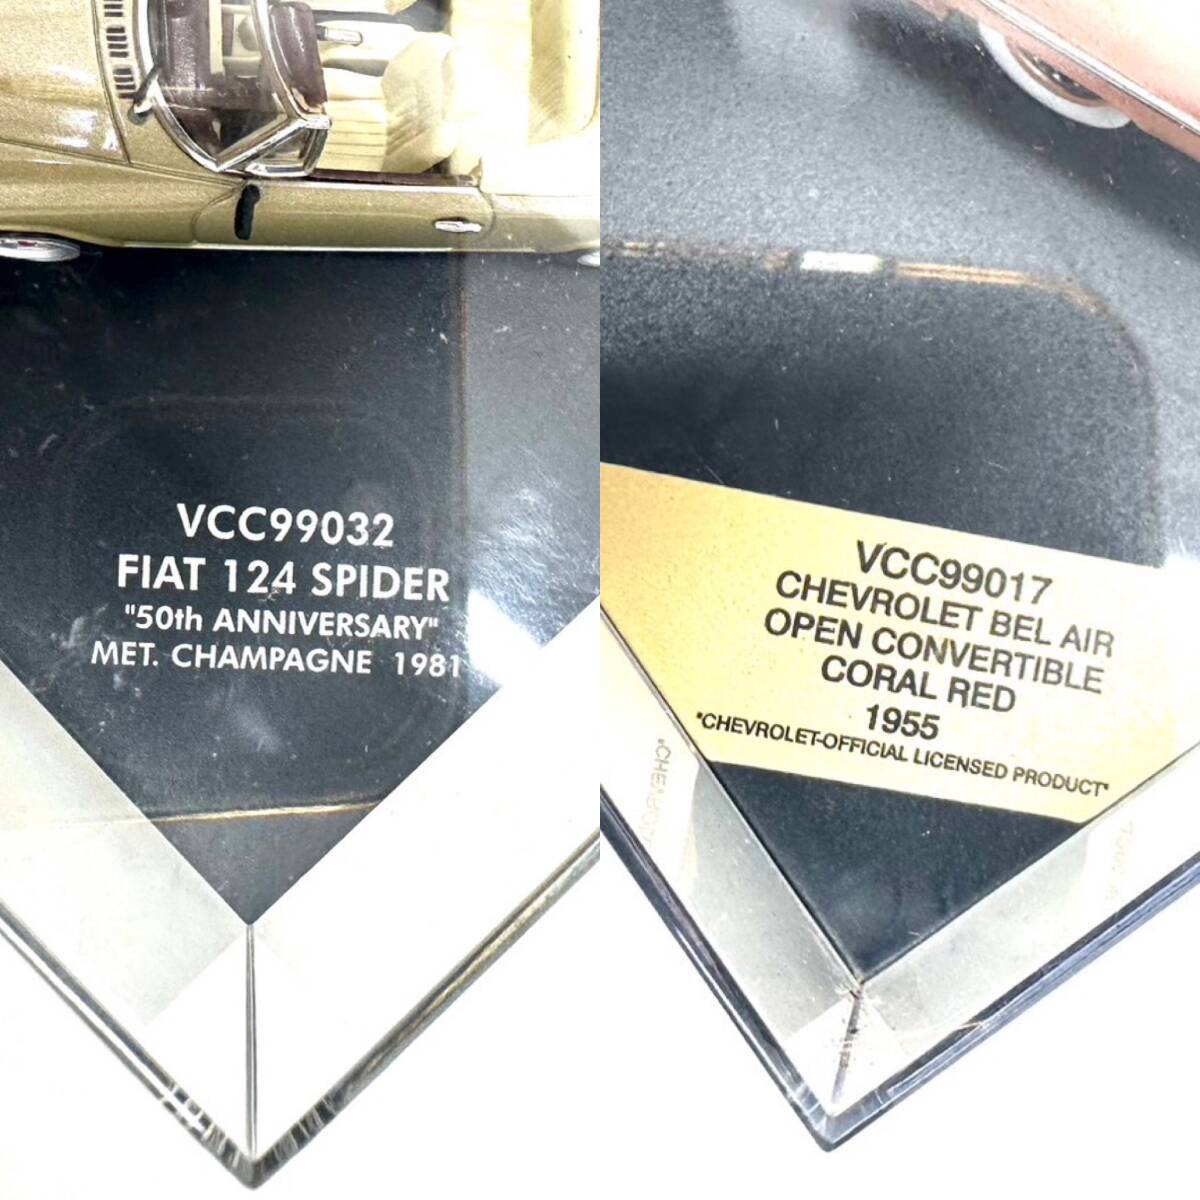 VCC99032
FIAT 124 SPIDER
"50th ANNIVERSARY"
MET. CHAMPAGNE 1981
VCC99017
CHEVROLET BEL AIR
OPEN CONVERTIBLE
CORAL RED
1955
"CHEVROLET-OFFICIAL LICENSED PRODUCT"